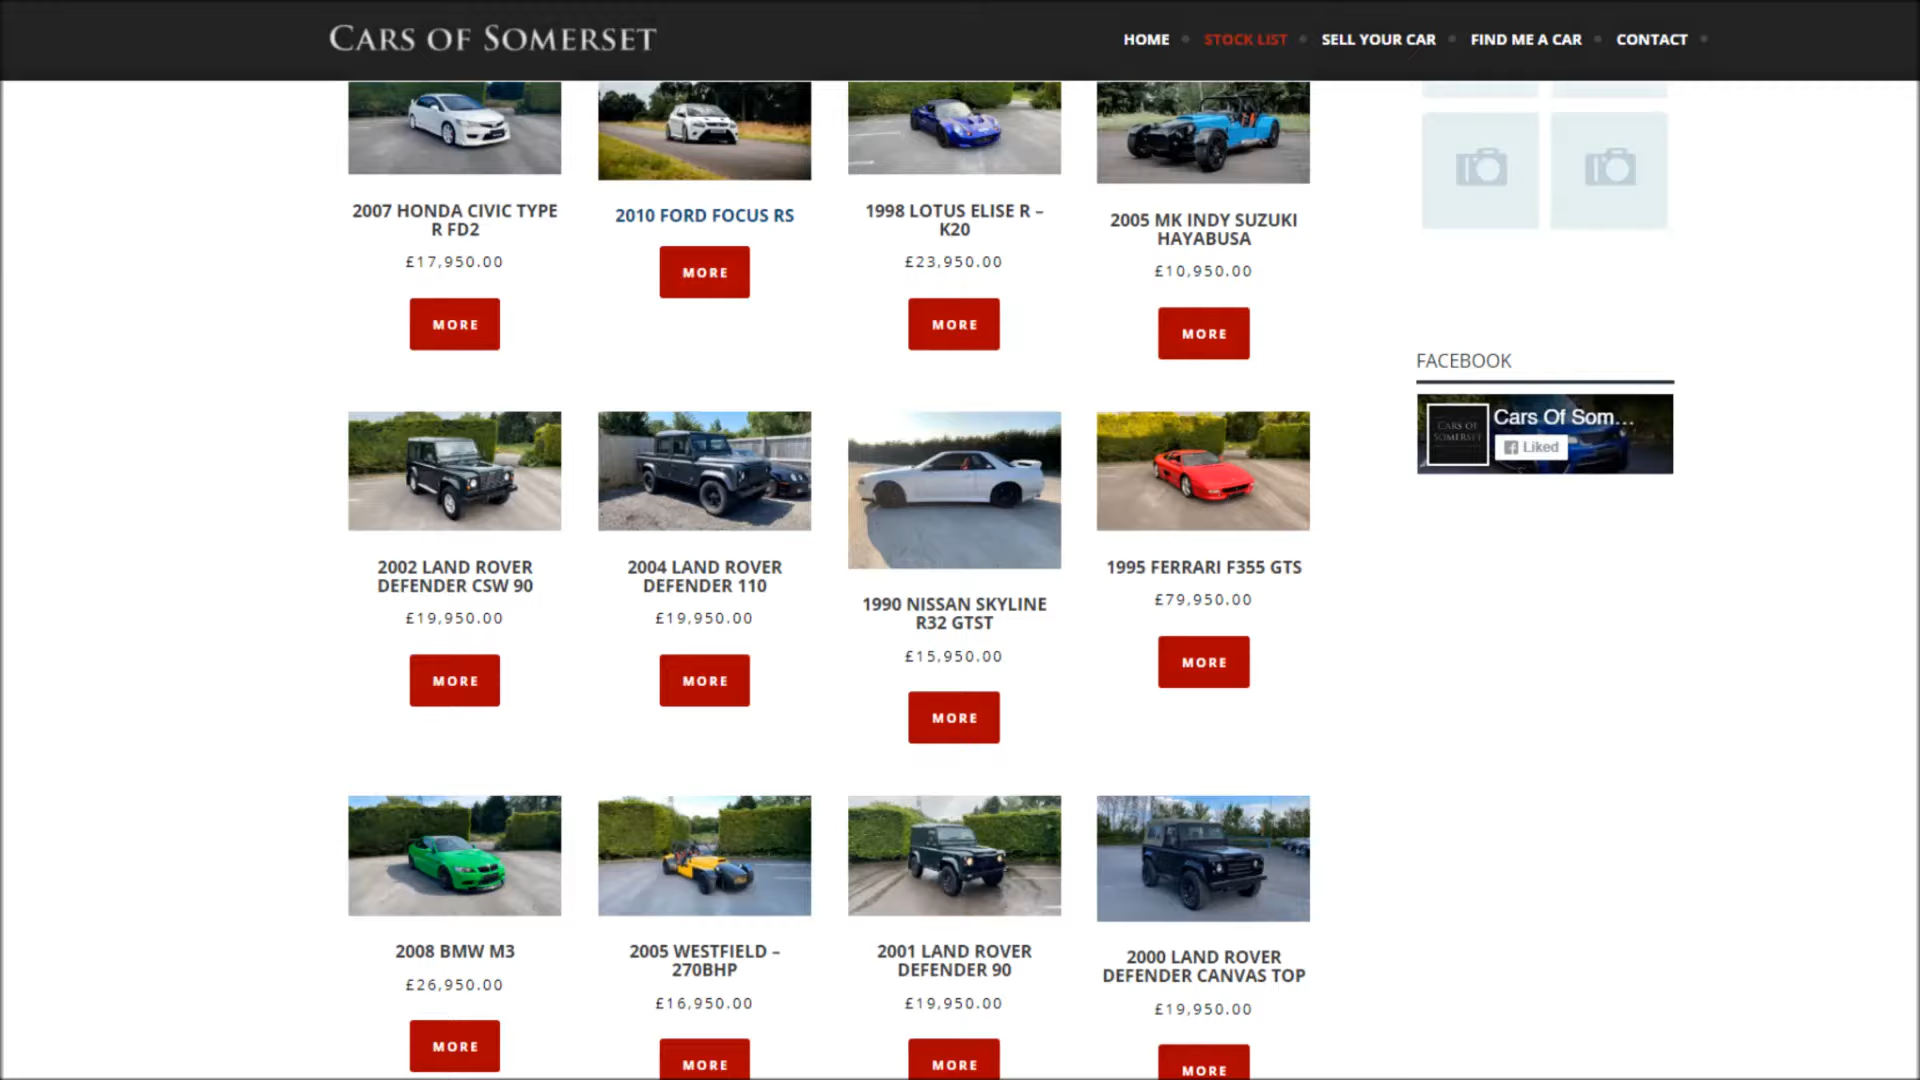 CARS OF SOMERSET
HOME
STOCK LIST
SELL YOUR CAR
FIND ME A CAR
CONTACT
2007 HONDA CIVIC TYPE
R FD2
£17,950.00
MORE
2010 FORD FOCUS RS
MORE
1998 LOTUS ELISE R –
K20
£23,950.00
MORE
2005 MK INDY SUZUKI
HAYABUSA
£10,950.00
MORE
FACEBOOK
CARS OF
SOMERSET
Cars Of Som...
Liked
2002 LAND ROVER
DEFENDER CSW 90
£19,950.00
MORE
2004 LAND ROVER
DEFENDER 110
£19,950.00
MORE
1990 NISSAN SKYLINE
R32 GTST
£15,950.00
MORE
1995 FERRARI F355 GTS
£79,950.00
MORE
2008 BMW M3
£26,950.00
MORE
2005 WESTFIELD –
270BHP
£16,950.00
MORE
2001 LAND ROVER
DEFENDER 90
£19,950.00
MORE
2000 LAND ROVER
DEFENDER CANVAS TOP
£19,950.00
MORE